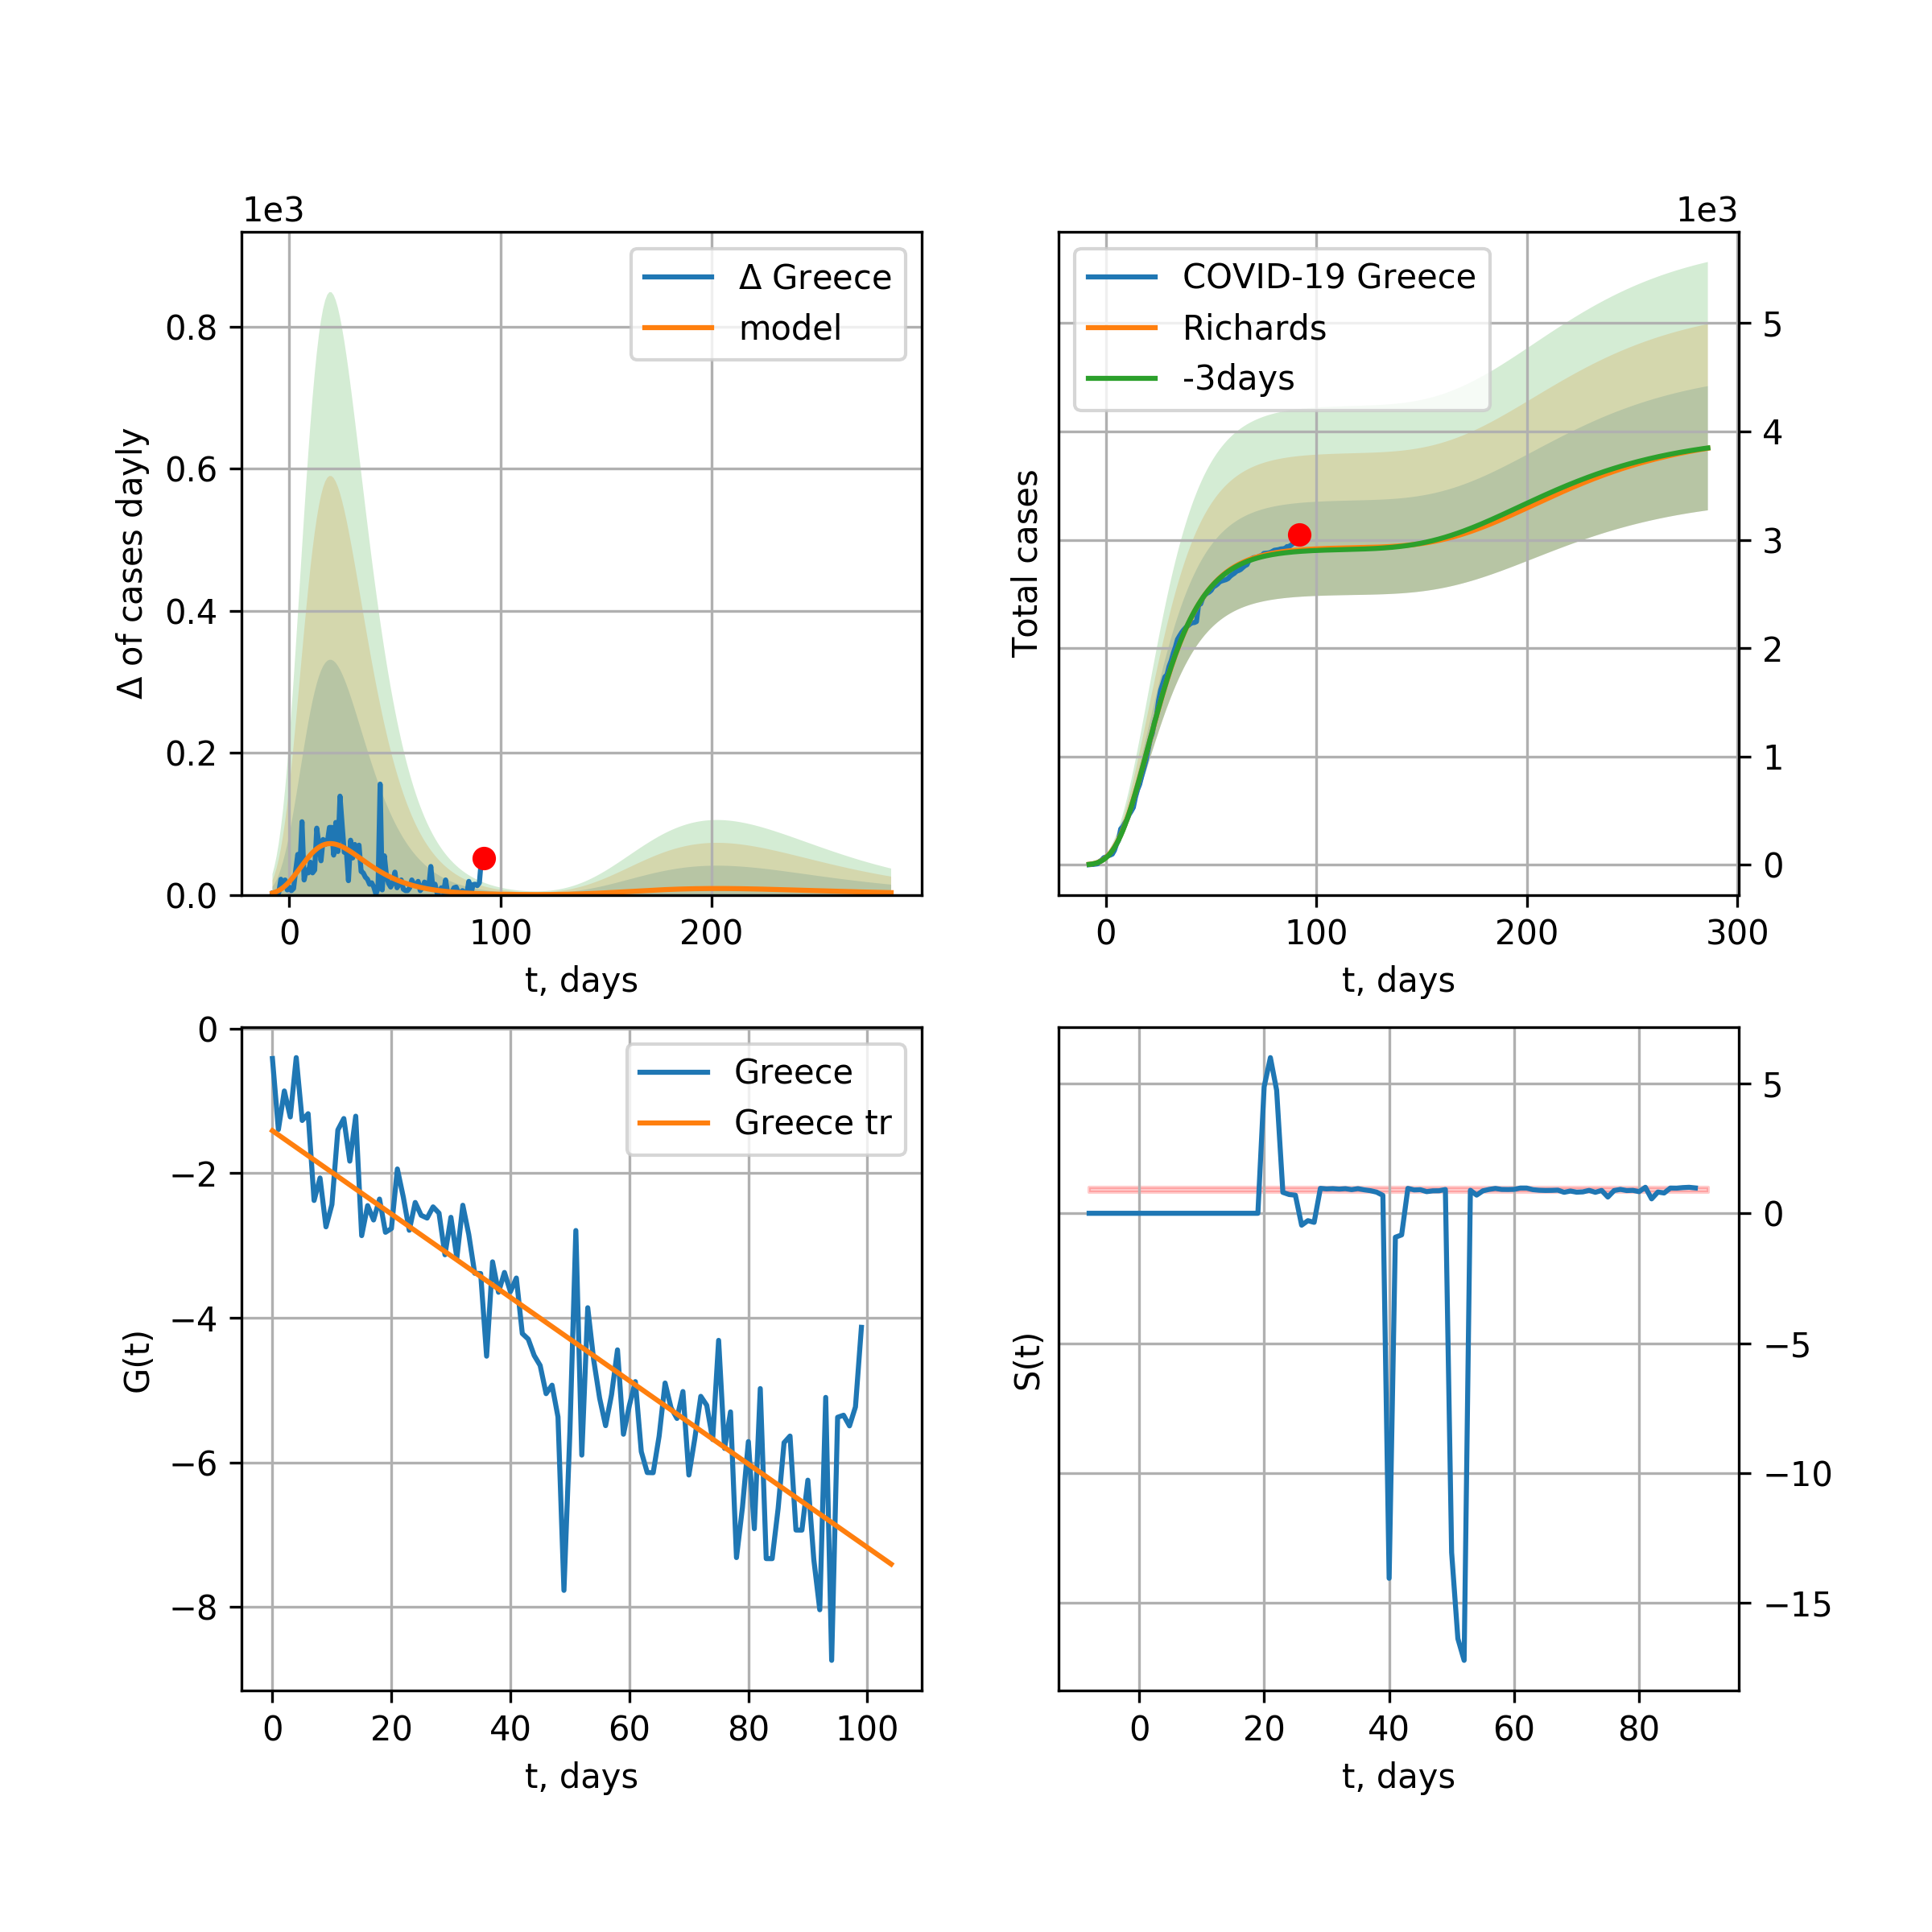 1e3
Δ Greece
model
0.8
0.6
0.4
0.2
0.0
Δ of cases dayly
0 100 200
t, days
1e3
COVID-19 Greece
Richards
-3days
5
4
3
2
1
0
Total cases
0 100 200 300
t, days
Greece
Greece tr
0
−2
−4
−6
−8
G(t)
0 20 40 60 80 100
t, days
5
0
−5
−10
−15
S(t)
0 20 40 60 80
t, days